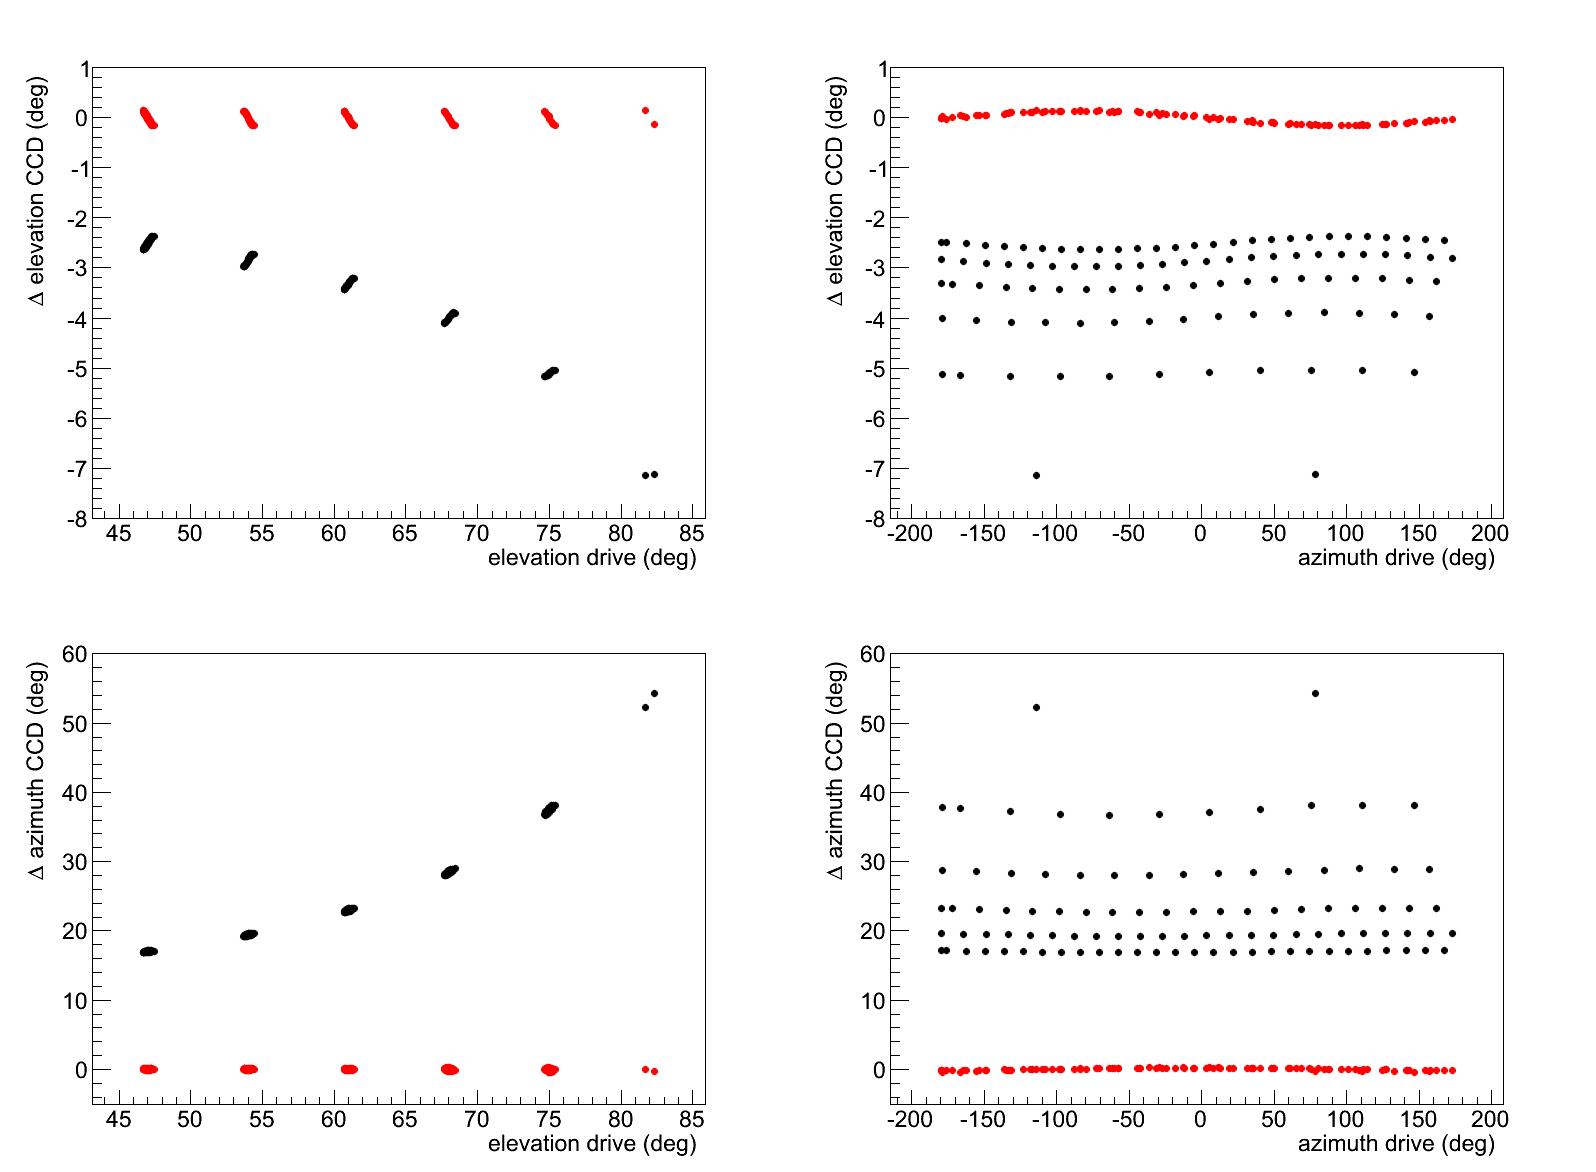 1
0
-1
-2
-3
-4
-5
-6
-7
-8
Δ elevation CCD (deg)
45 50 55 60 65 70 75 80 85
elevation drive (deg)
1
0
-1
-2
-3
-4
-5
-6
-7
-8
Δ elevation CCD (deg)
-200 -150 -100 -50 0 50 100 150 200
azimuth drive (deg)
60
50
40
30
20
10
0
Δ azimuth CCD (deg)
45 50 55 60 65 70 75 80 85
elevation drive (deg)
60
50
40
30
20
10
0
Δ azimuth CCD (deg)
-200 -150 -100 -50 0 50 100 150 200
azimuth drive (deg)